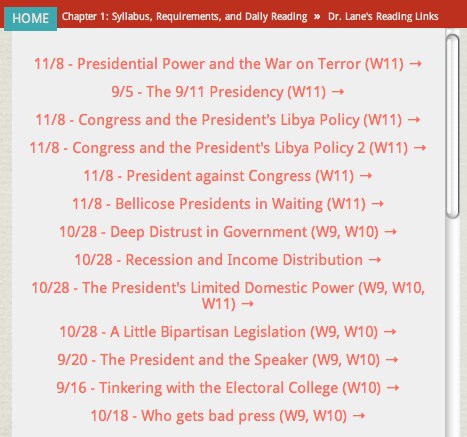 HOME Chapter 1: Syllabus, Requirements, and Daily Reading » Dr. Lane's Reading Links
11/8 - Presidential Power and the War on Terror (W11) →
9/5 - The 9/11 Presidency (W11) →
11/8 - Congress and the President's Libya Policy (W11) →
11/8 - Congress and the President's Libya Policy 2 (W11) →
11/8 - President against Congress (W11) →
11/8 - Bellicose Presidents in Waiting (W11) →
10/28 - Deep Distrust in Government (W9, W10) →
10/28 - Recession and Income Distribution →
10/28 - The President's Limited Domestic Power (W9, W10,
W11) →
10/28 - A Little Bipartisan Legislation (W9, W10) →
9/20 - The President and the Speaker (W9, W10) →
9/16 - Tinkering with the Electoral College (W10) →
10/18 - Who gets bad press (W9, W10) →